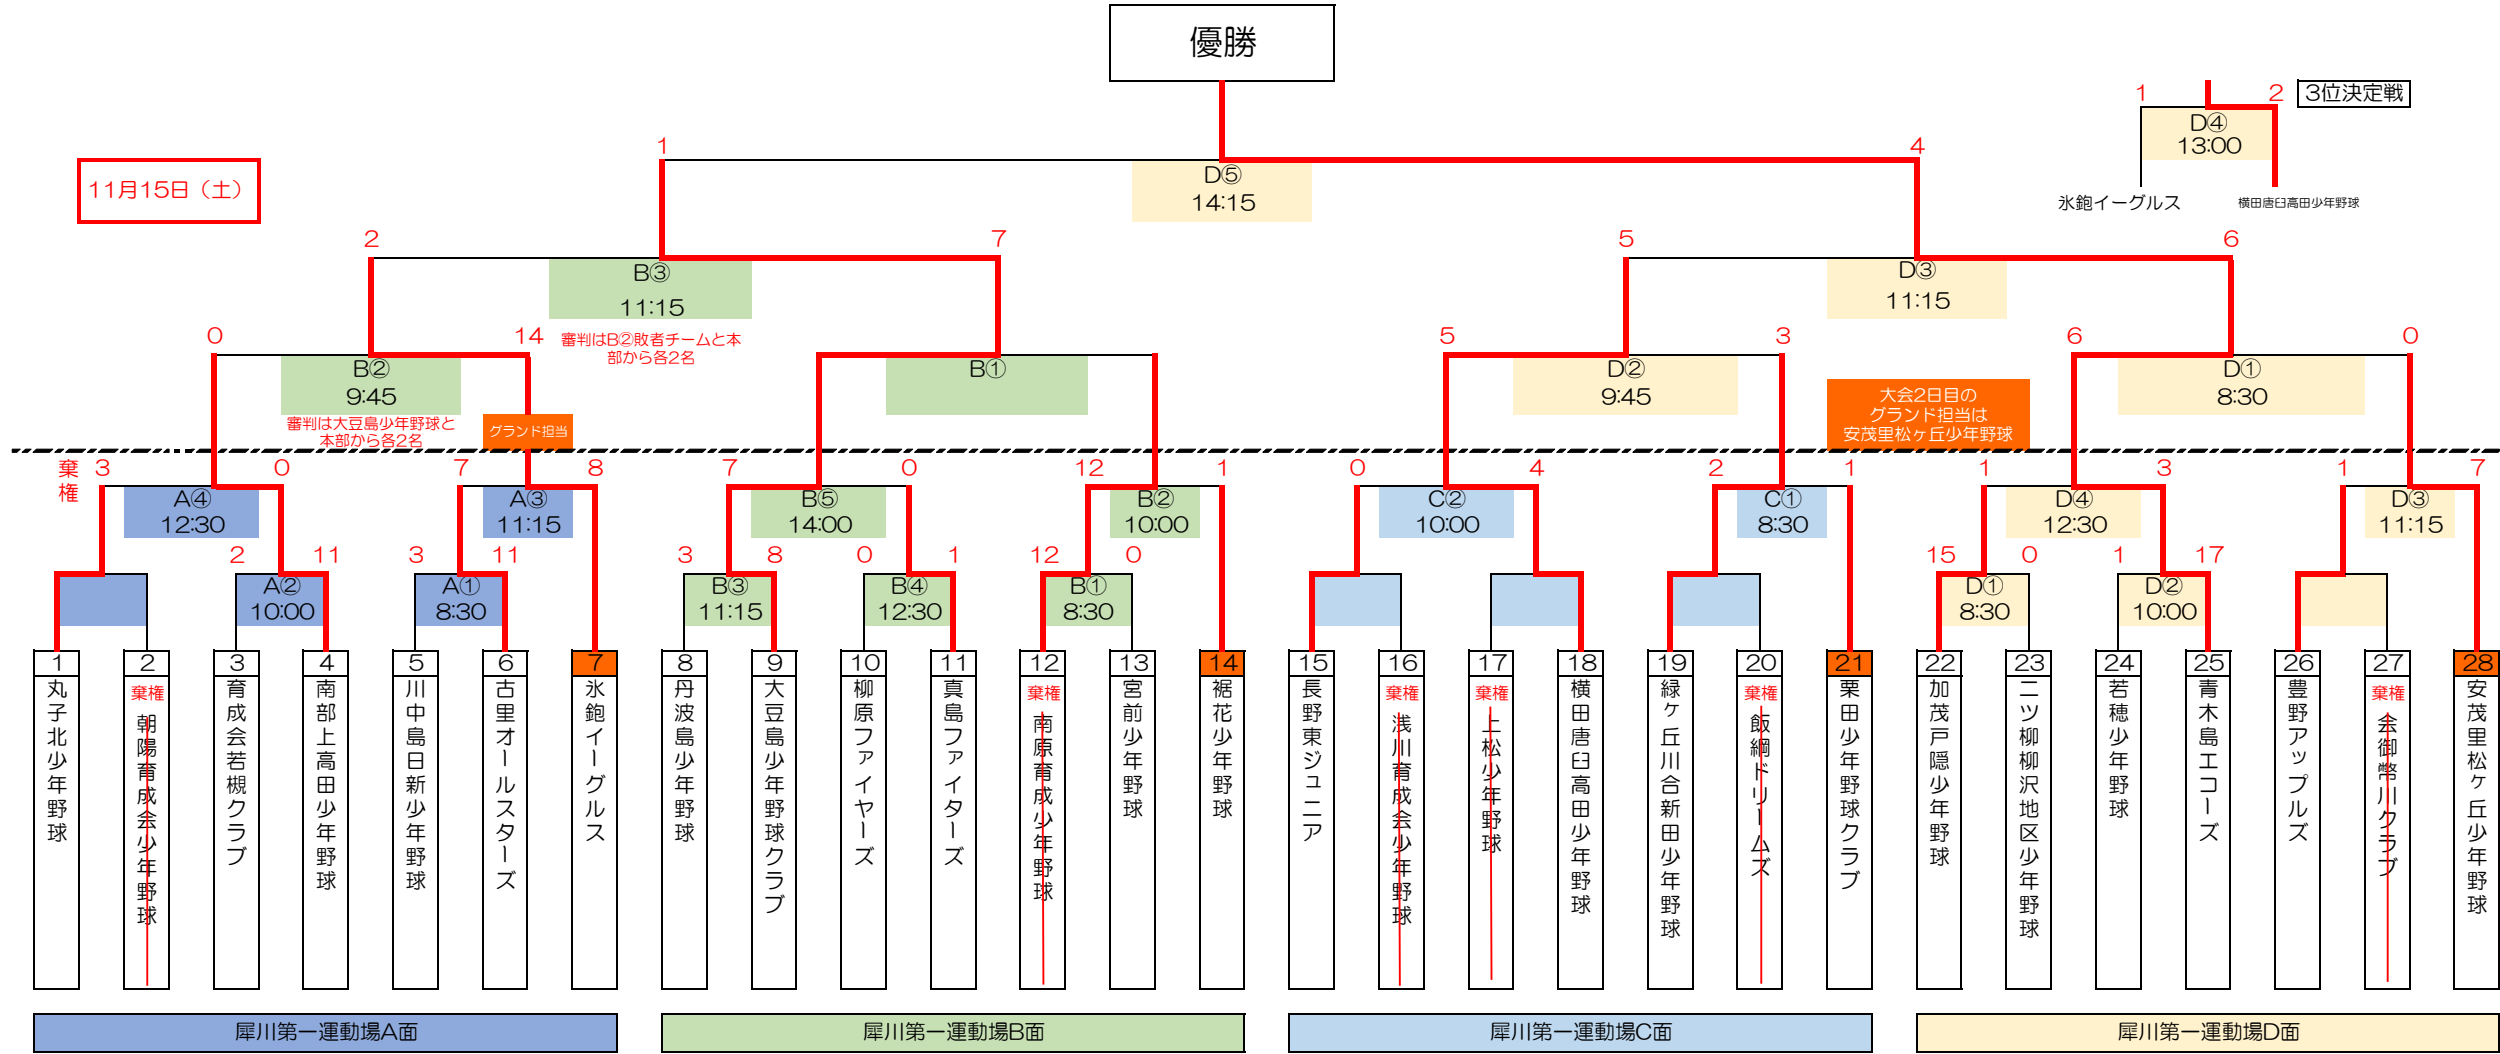 優勝
1
2
3位決定戦
D④
13:00
氷鉋イーグルス
横田唐臼高田少年野球
11月15日（土）
1
4
D⑤
14:15
2
7
5
6
B③
11:15
D③
11:15
審判はB②敗者チームと本
部から各2名
0
14
5
3
6
0
B②
9:45
B①
D②
9:45
D①
8:30
審判は大豆島少年野球と
本部から各2名
グランド担当
大会2日目の
グランド担当は
安茂里松ヶ丘少年野球
棄権
3
0
7
8
7
0
12
1
0
4
2
1
1
3
1
7
A④
12:30
A③
11:15
B⑤
14:00
B②
10:00
C②
10:00
C①
8:30
D④
12:30
D③
11:15
2
11
3
11
3
8
0
1
12
0
15
0
1
17
A②
10:00
A①
8:30
B③
11:15
B④
12:30
B①
8:30
D①
8:30
D②
10:00
1
丸子北少年野球
2
棄権
朝陽育成会少年野球
3
育成会若槻クラブ
4
南部上高田少年野球
5
川中島日新少年野球
6
古里オールスターズ
7
氷鉋イーグルス
8
丹波島少年野球
9
大豆島少年野球クラブ
10
柳原ファイヤーズ
11
真島ファイターズ
12
棄権
南原育成少年野球
13
宮前少年野球
14
裾花少年野球
15
長野東ジュニア
16
棄権
浅川育成会少年野球
17
棄権
上松少年野球
18
横田唐臼高田少年野球
19
緑ヶ丘川合新田少年野球
20
棄権
飯綱ドリームズ
21
栗田少年野球クラブ
22
加茂戸隠少年野球
23
二ツ柳柳沢地区少年野球
24
若穂少年野球
25
青木島エコーズ
26
豊野アップルズ
27
棄権
会御幣川クラブ
28
安茂里松ケ丘少年野球
犀川第一運動場A面
犀川第一運動場B面
犀川第一運動場C面
犀川第一運動場D面